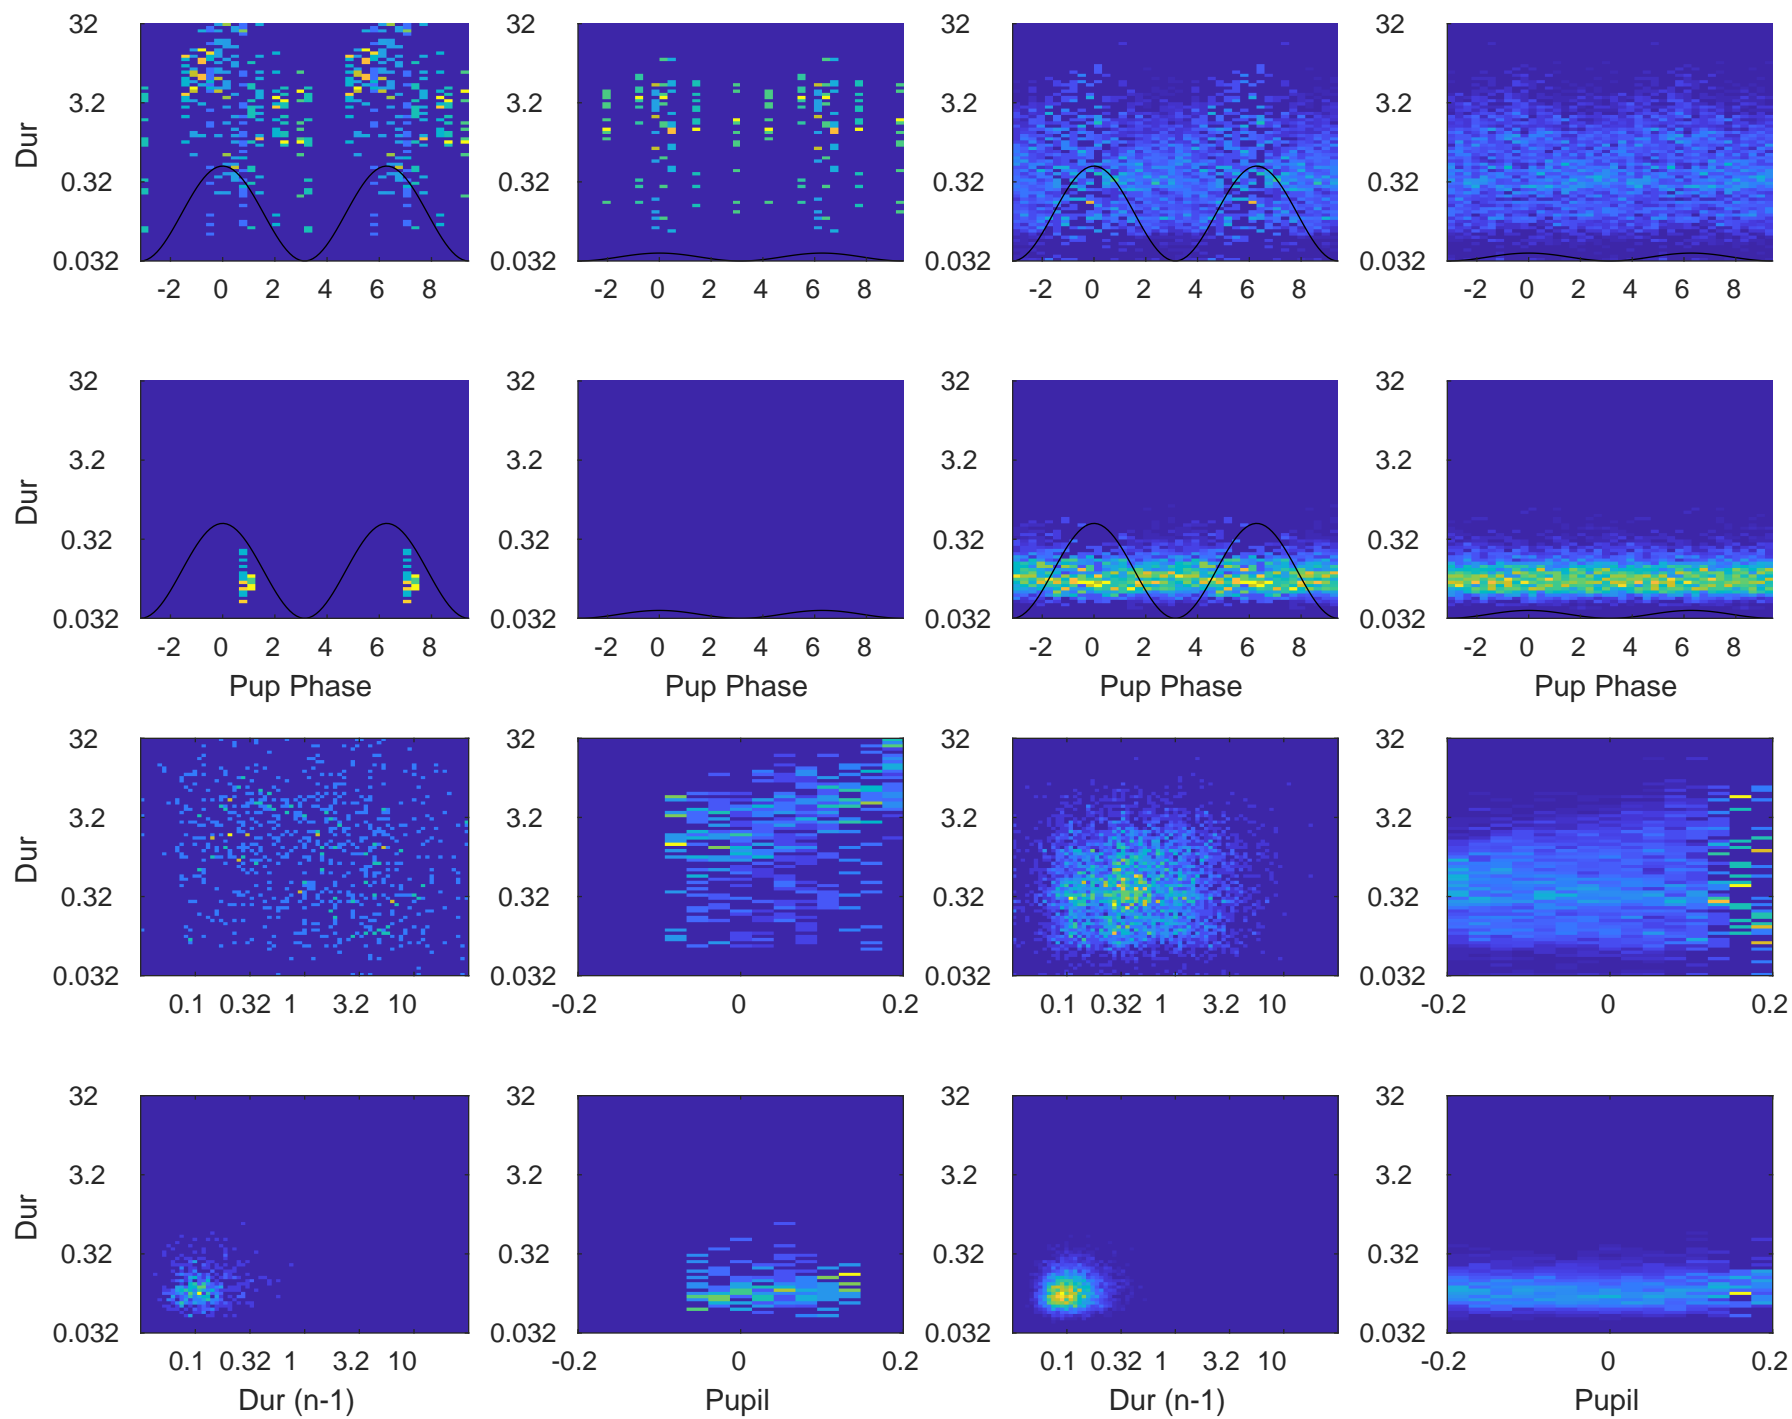 32 32 32 32
3.2 3.2 3.2 3.2
Dur
0.32 0.32 0.32 0.32
0.032 0.032 0.032 0.032
-2 0 2 4 6 8 -2 0 2 4 6 8 -2 0 2 4 6 8 -2 0 2 4 6 8
32 32 32 32
3.2 3.2 3.2 3.2
Dur
0.32 0.32 0.32 0.32
0.032 0.032 0.032 0.032
-2 0 2 4 6 8 -2 0 2 4 6 8 -2 0 2 4 6 8 -2 0 2 4 6 8
Pup Phase Pup Phase Pup Phase Pup Phase
32 32 32 32
3.2 3.2 3.2 3.2
Dur
0.32 0.32 0.32 0.32
0.032 0.032 0.032 0.032
0.1 0.32 1 3.2 10 -0.2 0 0.2 0.1 0.32 1 3.2 10 -0.2 0 0.2
32 32 32 32
3.2 3.2 3.2 3.2
Dur
0.32 0.32 0.32 0.32
0.032 0.032 0.032 0.032
0.1 0.32 1 3.2 10 -0.2 0 0.2 0.1 0.32 1 3.2 10 -0.2 0 0.2
Dur (n-1) Pupil Dur (n-1) Pupil